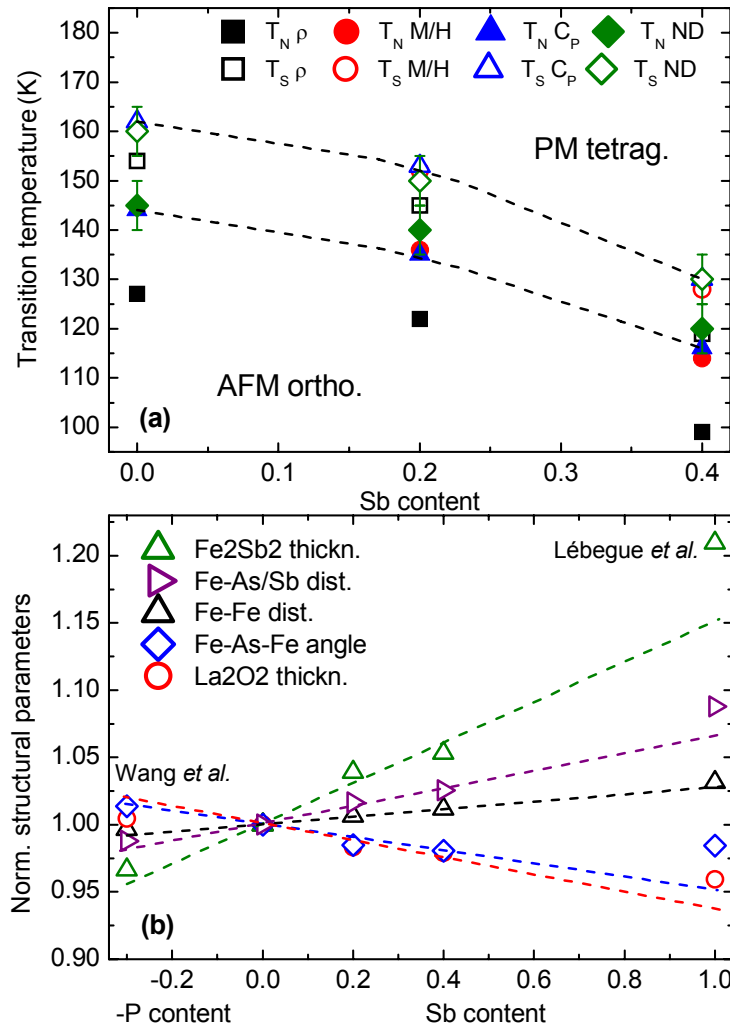 T_N ρ T_N M/H T_N C_P T_N ND
T_S ρ T_S M/H T_S C_P T_S ND
180
170
160
150
140
130
120
110
100
Transition temperature (K)
PM tetrag.
AFM ortho.
(a)
0.0 0.1 0.2 0.3 0.4
Sb content
Fe2Sb2 thickn.
Fe-As/Sb dist.
Fe-Fe dist.
Fe-As-Fe angle
La2O2 thickn.
Lébegue et al.
Wang et al.
1.20
1.15
1.10
1.05
1.00
0.95
0.90
Norm. structural parameters
(b)
-0.2 0.0 0.2 0.4 0.6 0.8 1.0
-P content Sb content